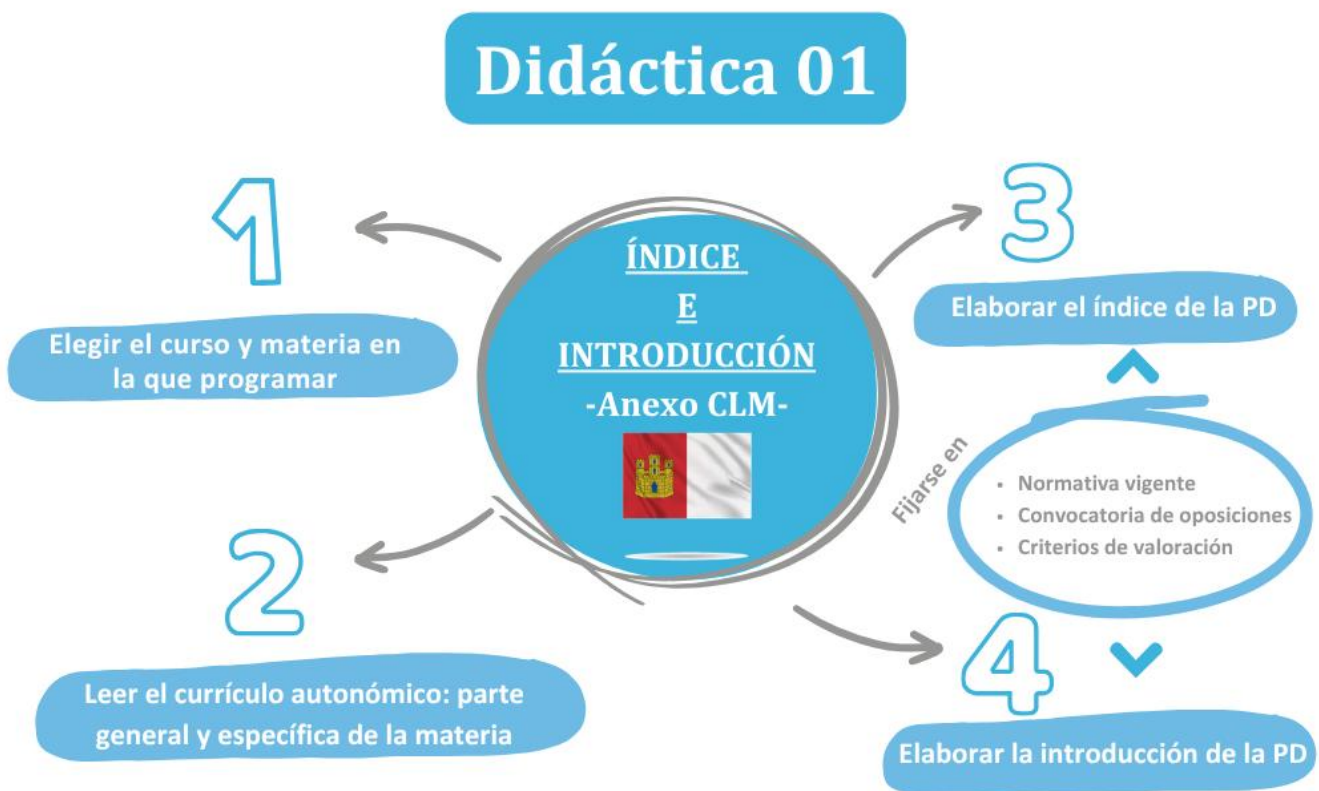 Didáctica 01
1
Elegir el curso y materia en
la que programar
2
Leer el currículo autonómico: parte
general y específica de la materia
ÍNDICE
E
INTRODUCCIÓN
-Anexo CLM-
3
Elaborar el índice de la PD
Fijarse en
• Normativa vigente
• Convocatoria de oposiciones
• Criterios de valoración
4
Elaborar la introducción de la PD